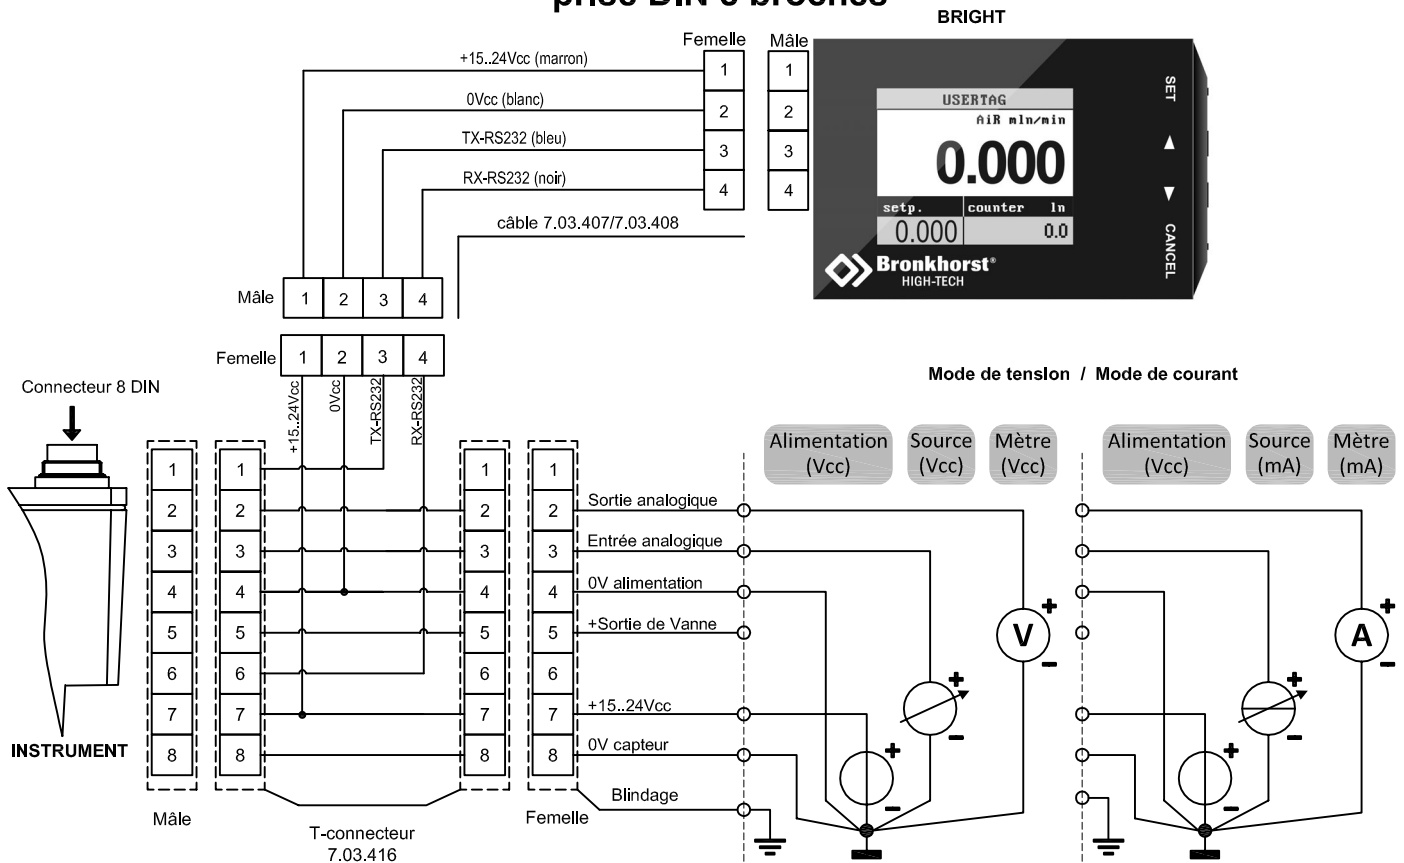 BRIGHT
Femelle
Mâle
+15..24Vcc (marron)
1
1
0Vcc (blanc)
2
2
TX-RS232 (bleu)
3
3
RX-RS232 (noir)
4
4
câble 7.03.407/7.03.408
USERTAG
AiR mln/min
0.000
setp.
counter ln
0.000
0.0
Bronkhorst®
HIGH-TECH
SET
CANCEL
Mâle
1 2 3 4
Femelle
1 2 3 4
+15..24Vcc
0Vcc
TX-RS232
RX-RS232
Connecteur 8 DIN
INSTRUMENT
Mode de tension / Mode de courant
Alimentation
(Vcc)
Source
(Vcc)
Mètre
(Vcc)
Alimentation
(Vcc)
Source
(mA)
Mètre
(mA)
1 1 1 1
2 2 2 2
Sortie analogique
3 3 3 3
Entrée analogique
4 4 4 4
0V alimentation
5 5 5 5
+Sortie de Vanne
6 6 6 6
7 7 7 7
+15..24Vcc
8 8 8 8
0V capteur
Blindage
V
+
-
+
-
+
-
A
+
-
+
-
+
-
Mâle
T-connecteur
7.03.416
Femelle